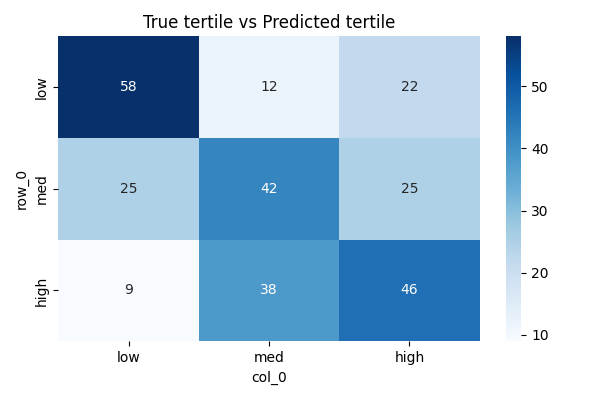 True tertile vs Predicted tertile
low 58 12 22
med 25 42 25
high 9 38 46
row_0
low med high
col_0
50
40
30
20
10